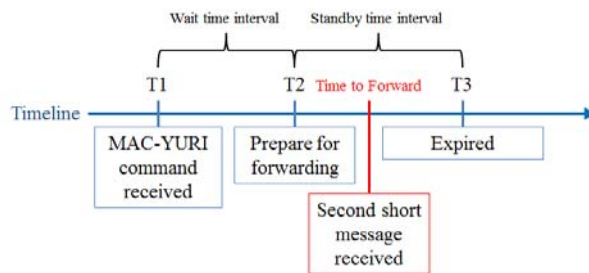 Wait time interval
Standby time interval
T1
T2
Time to Forward
T3
Timeline
MAC-YURI
command
received
Prepare for
forwarding
Expired
Second short
message
received